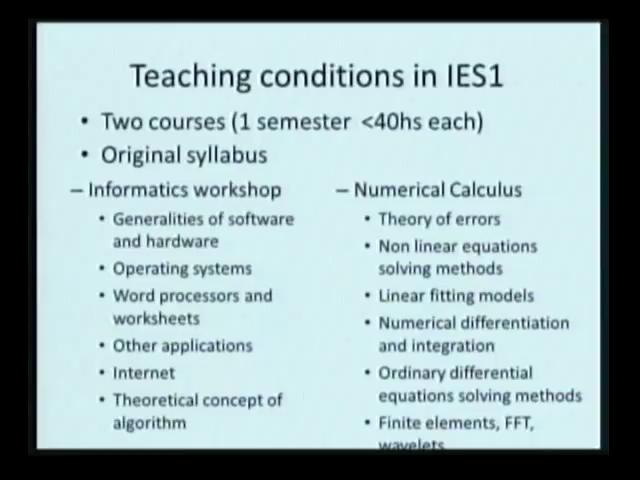 Teaching conditions in IES1
• Two courses (1 semester <40hs each)
• Original syllabus
– Informatics workshop
• Generalities of software
and hardware
• Operating systems
• Word processors and
worksheets
• Other applications
• Internet
• Theoretical concept of
algorithm
– Numerical Calculus
• Theory of errors
• Non linear equations
solving methods
• Linear fitting models
• Numerical differentiation
and integration
• Ordinary differential
equations solving methods
• Finite elements, FFT,
wavelets